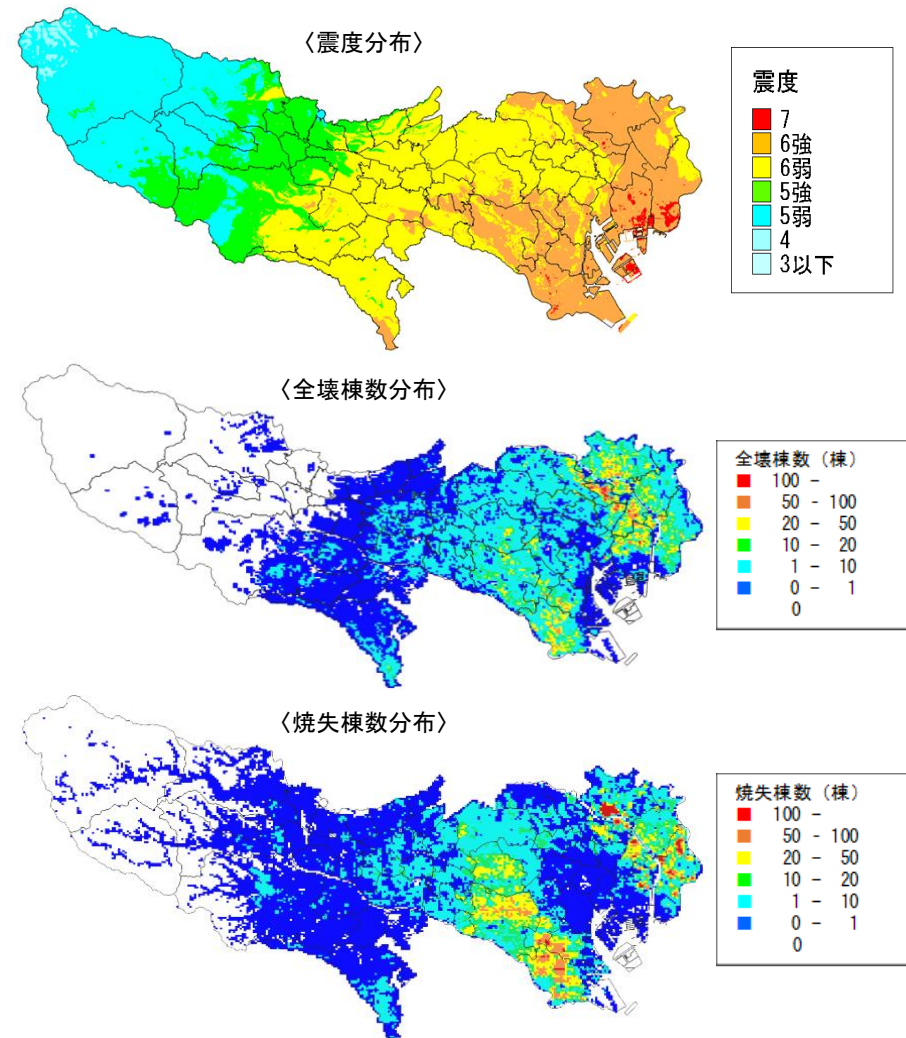 〈震度分布〉
震度
7
6強
6弱
5強
5弱
4
3以下
〈全壊棟数分布〉
全壊棟数（棟）
100 －
50 － 100
20 － 50
10 － 20
1 － 10
0 － 1
0
〈焼失棟数分布〉
焼失棟数（棟）
100 －
50 － 100
20 － 50
10 － 20
1 － 10
0 － 1
0